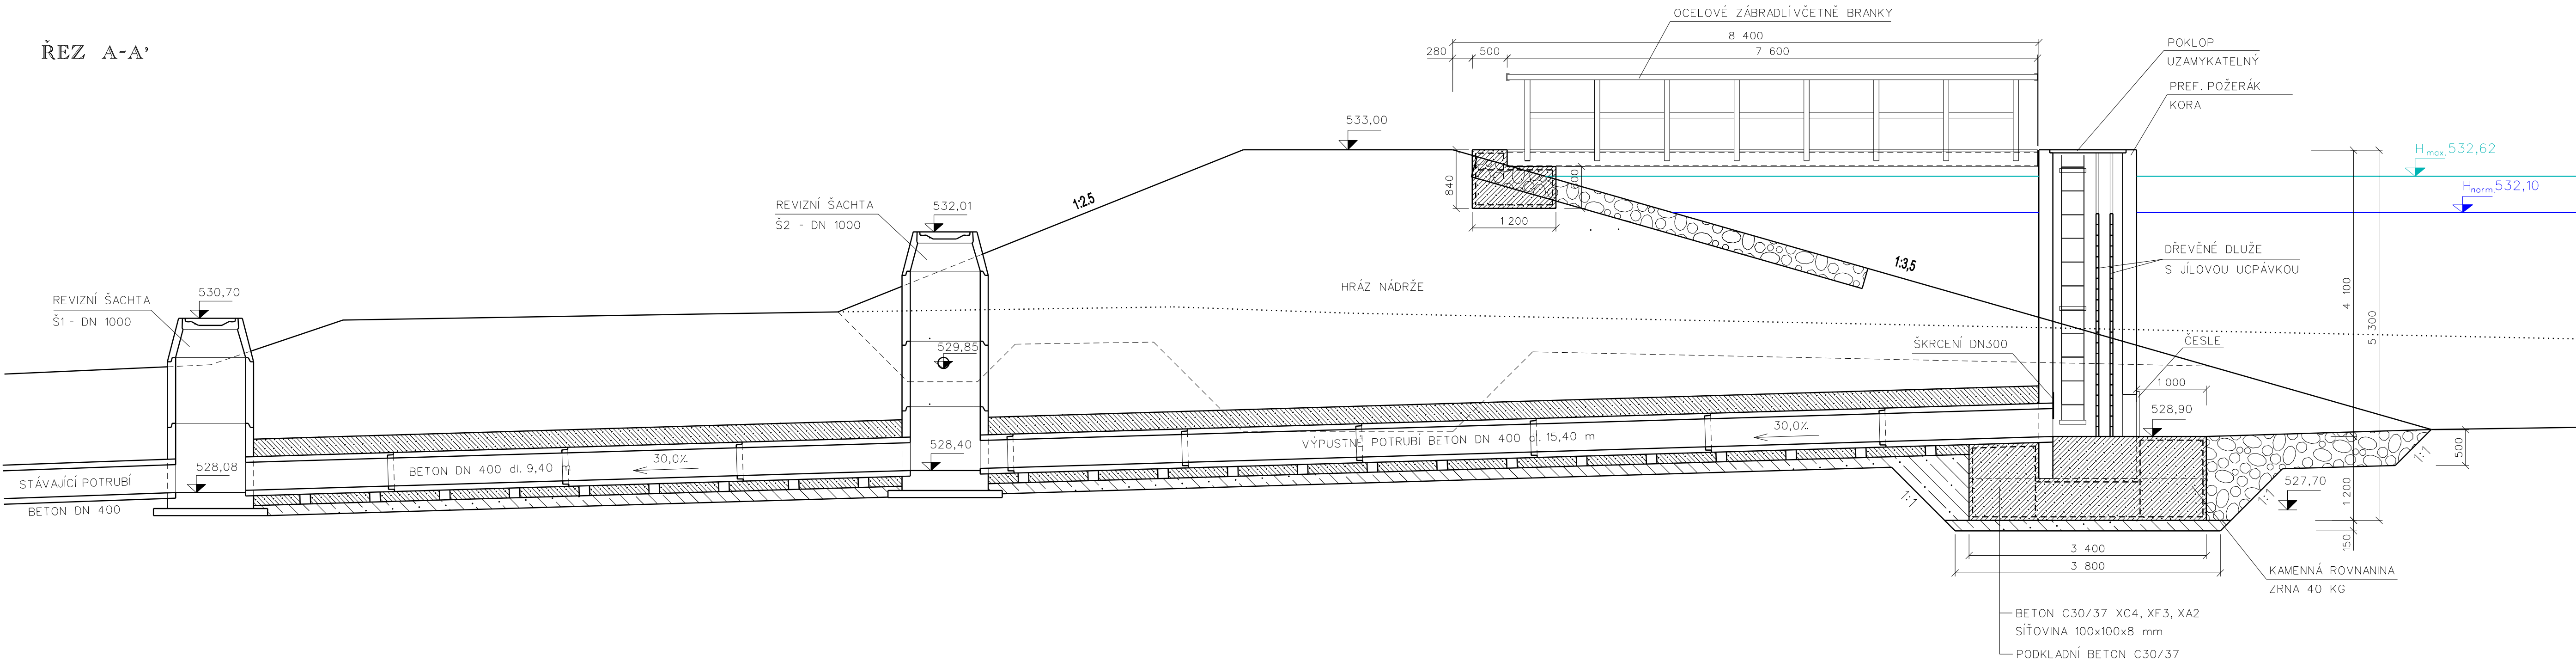 ŘEZ A-A'
OCELOVÉ ZÁBRADLÍ VČETNĚ BRANKY
8 400
280
500
7 600
POKLOP
UZAMYKATELNÝ
PREF. POŽERÁK
KORA
533,00
Hmax. 532,62
Hnorm. 532,10
840
600
1 200
1:2.5
REVIZNÍ ŠACHTA
Š2 - DN 1000
532,01
DŘEVĚNÉ DLUŽE
S JÍLOVOU UCPÁVKOU
1:3,5
HRÁZ NÁDRŽE
4 100
5 300
REVIZNÍ ŠACHTA
Š1 - DN 1000
530,70
529,85
ŠKRCENÍ DN300
ČESLE
1 000
528,90
30,0‰
VÝPUSTNÉ POTRUBÍ BETON DN 400 dl. 15,40 m
528,40
30,0‰
BETON DN 400 dl. 9,40 m
528,08
STÁVAJÍCÍ POTRUBÍ
BETON DN 400
500
1:1
1:1
1:1
527,70
1 200
150
3 400
3 800
KAMENNÁ ROVNANINA
ZRNA 40 KG
BETON C30/37 XC4, XF3, XA2
SÍŤOVINA 100x100x8 mm
PODKLADNÍ BETON C30/37